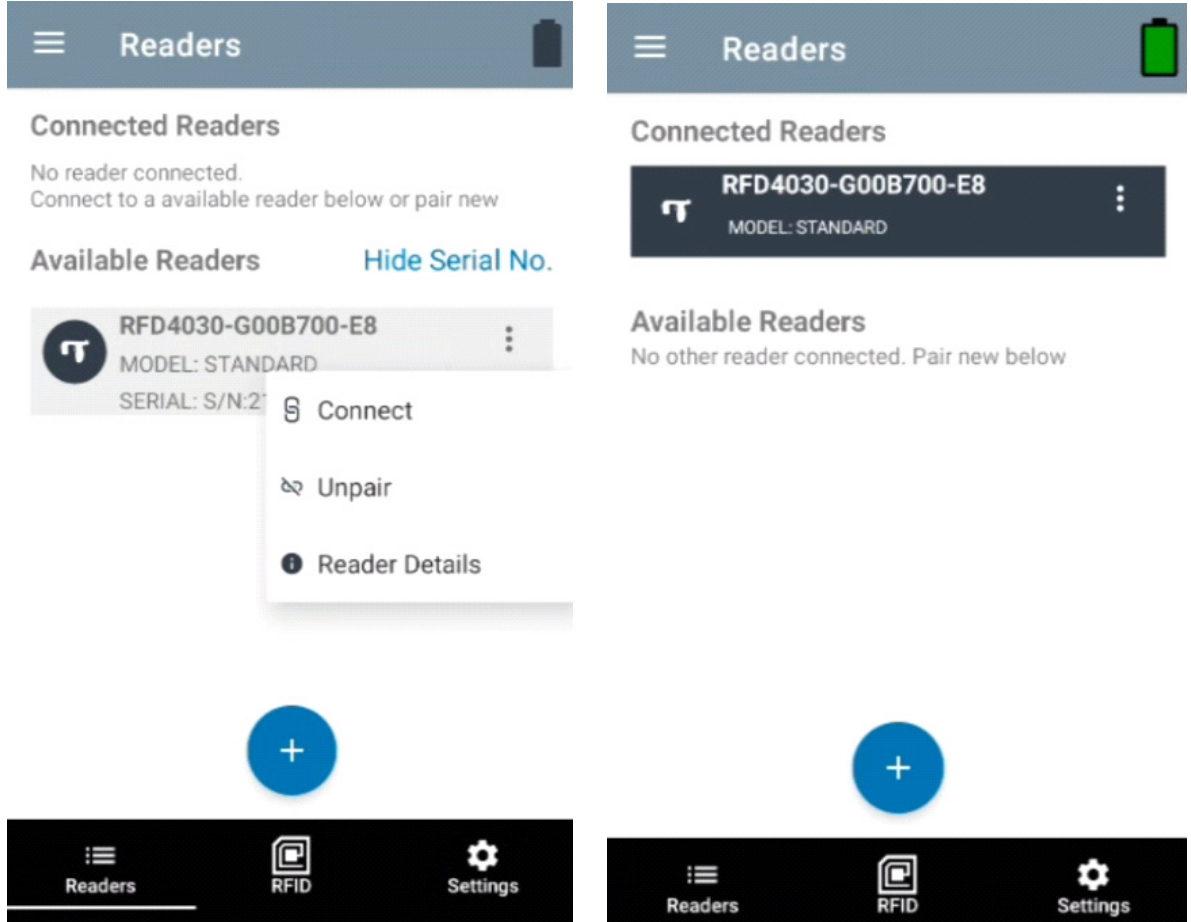 Readers
Connected Readers
No reader connected.
Connect to a available reader below or pair new
Available Readers
Hide Serial No.
RFD4030-G00B700-E8
MODEL: STANDARD
SERIAL: S/N:2
Connect
Unpair
Reader Details
+
Readers
RFID
Settings
Readers
Connected Readers
RFD4030-G00B700-E8
MODEL: STANDARD
Available Readers
No other reader connected. Pair new below
+
Readers
RFID
Settings